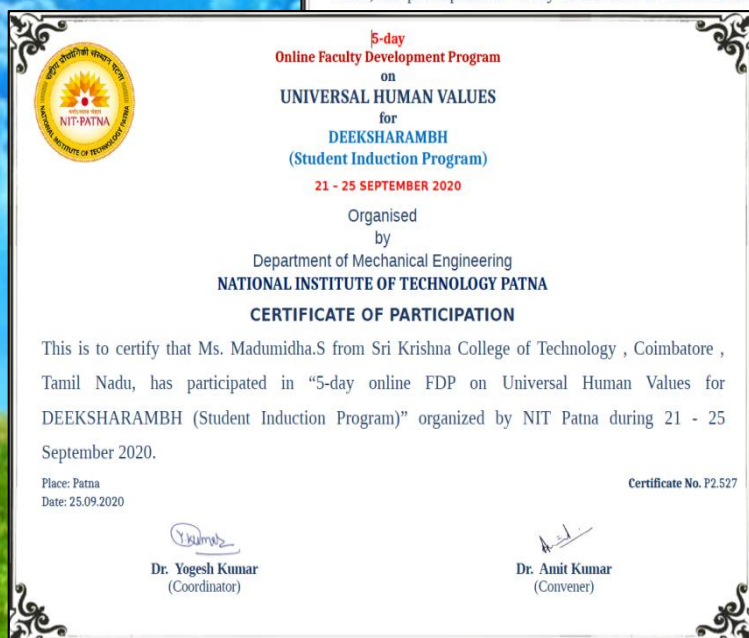 5-day
Online Faculty Development Program
on
UNIVERSAL HUMAN VALUES
for
DEEKSHARAMBH
(Student Induction Program)
21 – 25 SEPTEMBER 2020
Organised
by
Department of Mechanical Engineering
NATIONAL INSTITUTE OF TECHNOLOGY PATNA
CERTIFICATE OF PARTICIPATION
This is to certify that Ms. Madumidha.S from Sri Krishna College of Technology , Coimbatore ,
Tamil Nadu, has participated in “5-day online FDP on Universal Human Values for
DEEKSHARAMBH (Student Induction Program)” organized by NIT Patna during 21 - 25
September 2020.
Place: Patna
Date: 25.09.2020
Certificate No. P2.527
Dr. Yogesh Kumar
(Coordinator)
Dr. Amit Kumar
(Convener)
राष्ट्रीय प्रौद्योगिकी संस्थान पटना
NIT-PATNA
NATIONAL INSTITUTE OF TECHNOLOGY PATNA